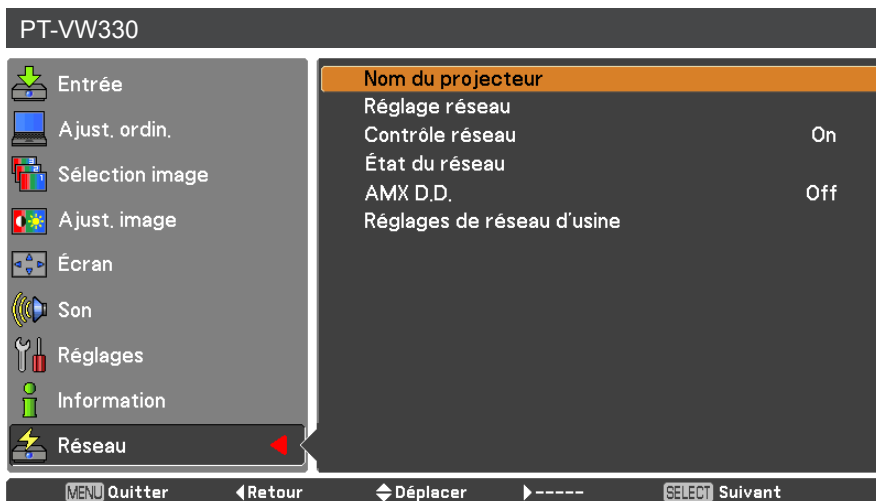 PT-VW330
Entrée
Ajust. ordin.
Sélection image
Ajust. image
Écran
Son
Réglages
Information
Réseau
Nom du projecteur
Réglage réseau
Contrôle réseau On
État du réseau
AMX D.D. Off
Réglages de réseau d'usine
MENU Quitter Retour Déplacer ----- SELECT Suivant